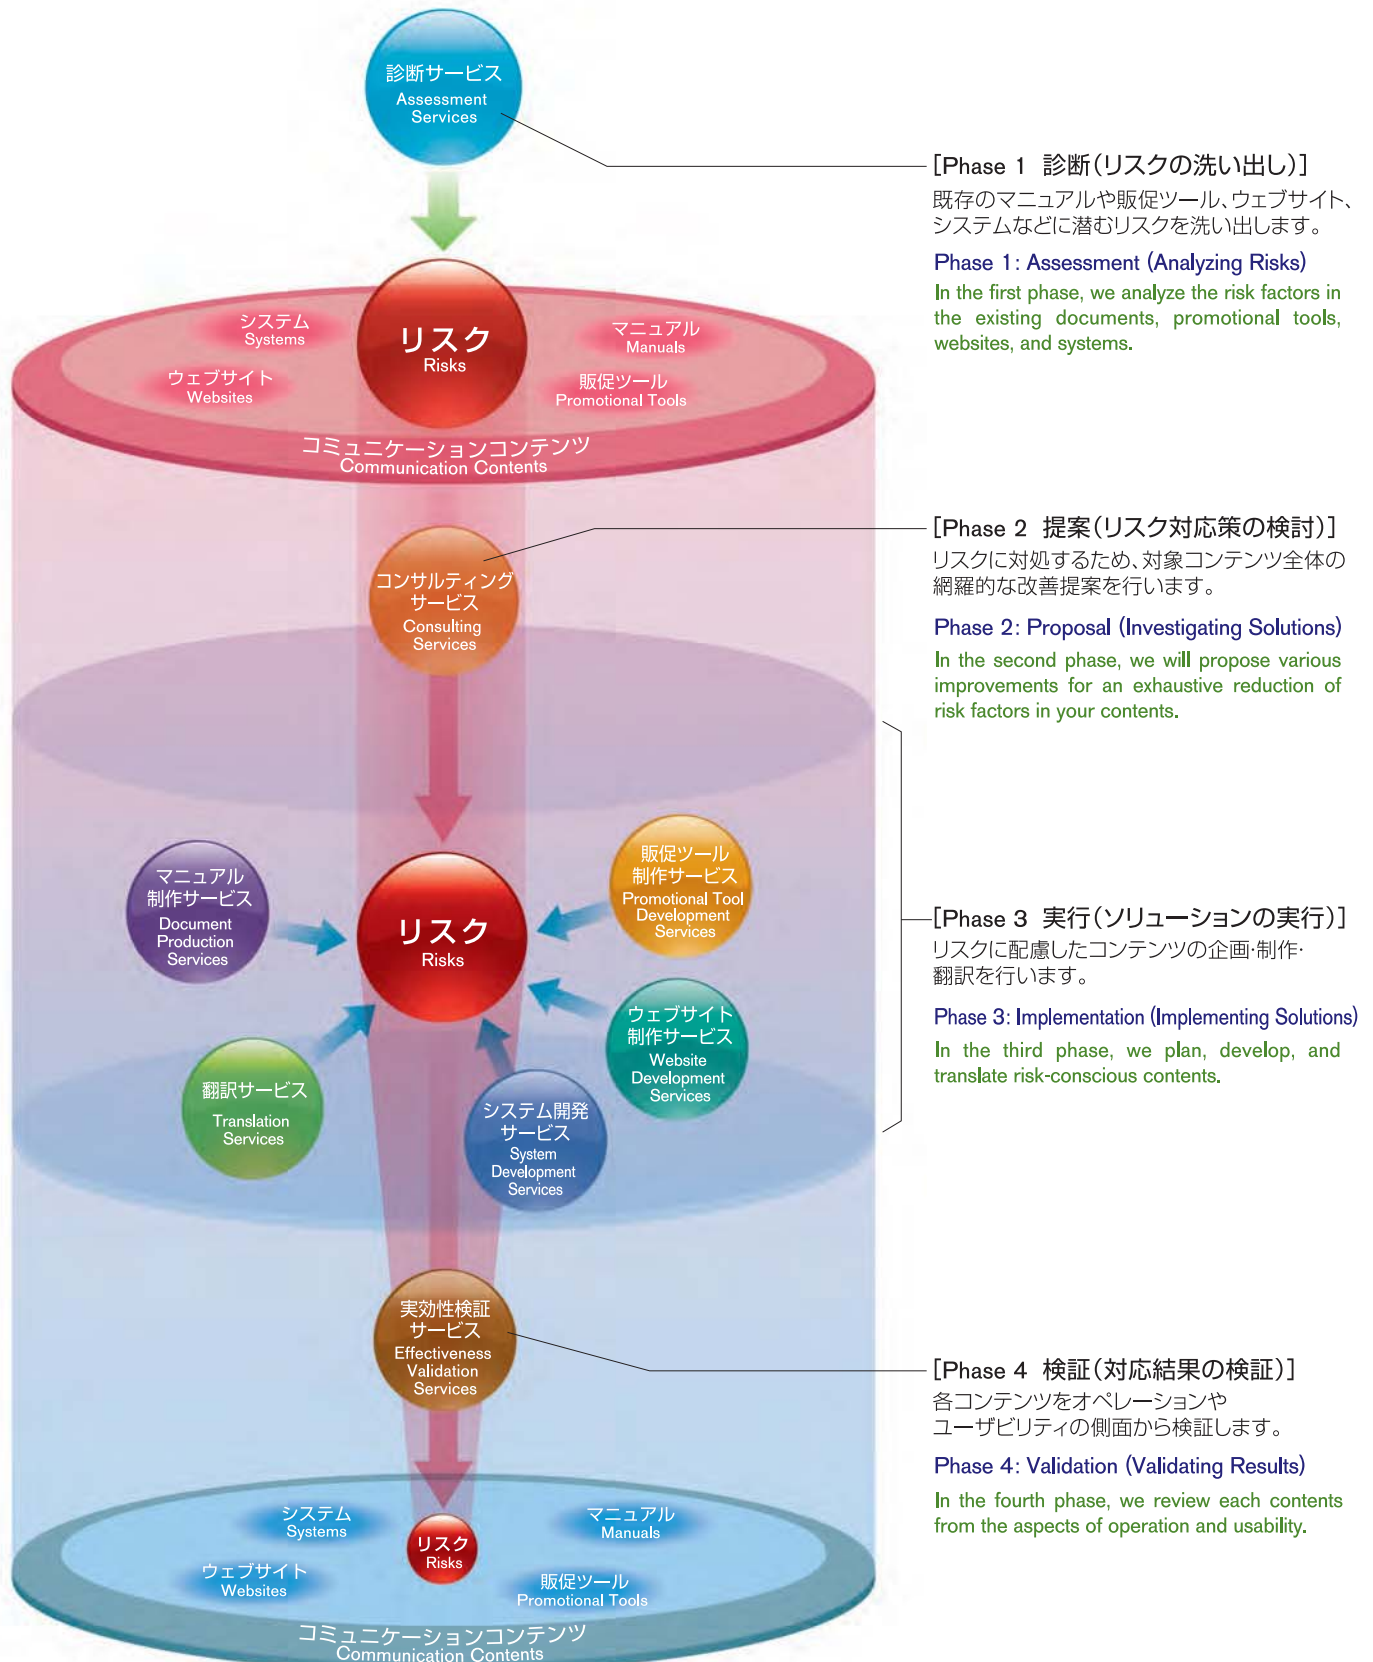 診断サービス
Assessment
Services
[Phase 1 診断(リスクの洗い出し)]
既存のマニュアルや販促ツール、ウェブサイト、
システムなどに潜むリスクを洗い出します。
Phase 1: Assessment (Analyzing Risks)
In the first phase, we analyze the risk factors in
the existing documents, promotional tools,
websites, and systems.
システム
Systems
ウェブサイト
Websites
リスク
Risks
マニュアル
Manuals
販促ツール
Promotional Tools
コミュニケーションコンテンツ
Communication Contents
コンサルティング
サービス
Consulting
Services
[Phase 2 提案(リスク対応策の検討)]
リスクに対処するため、対象コンテンツ全体の
網羅的な改善提案を行います。
Phase 2: Proposal (Investigating Solutions)
In the second phase, we will propose various
improvements for an exhaustive reduction of
risk factors in your contents.
マニュアル
制作サービス
Document
Production
Services
リスク
Risks
販促ツール
制作サービス
Promotional Tool
Development
Services
ウェブサイト
制作サービス
Website
Development
Services
翻訳サービス
Translation
Services
システム開発
サービス
System
Development
Services
[Phase 3 実行(ソリューションの実行)]
リスクに配慮したコンテンツの企画・制作・
翻訳を行います。
Phase 3: Implementation (Implementing Solutions)
In the third phase, we plan, develop, and
translate risk-conscious contents.
実効性検証
サービス
Effectiveness
Validation
Services
[Phase 4 検証(対応結果の検証)]
各コンテンツをオペレーションや
ユーザビリティの側面から検証します。
Phase 4: Validation (Validating Results)
In the fourth phase, we review each contents
from the aspects of operation and usability.
システム
Systems
ウェブサイト
Websites
リスク
Risks
マニュアル
Manuals
販促ツール
Promotional Tools
コミュニケーションコンテンツ
Communication Contents